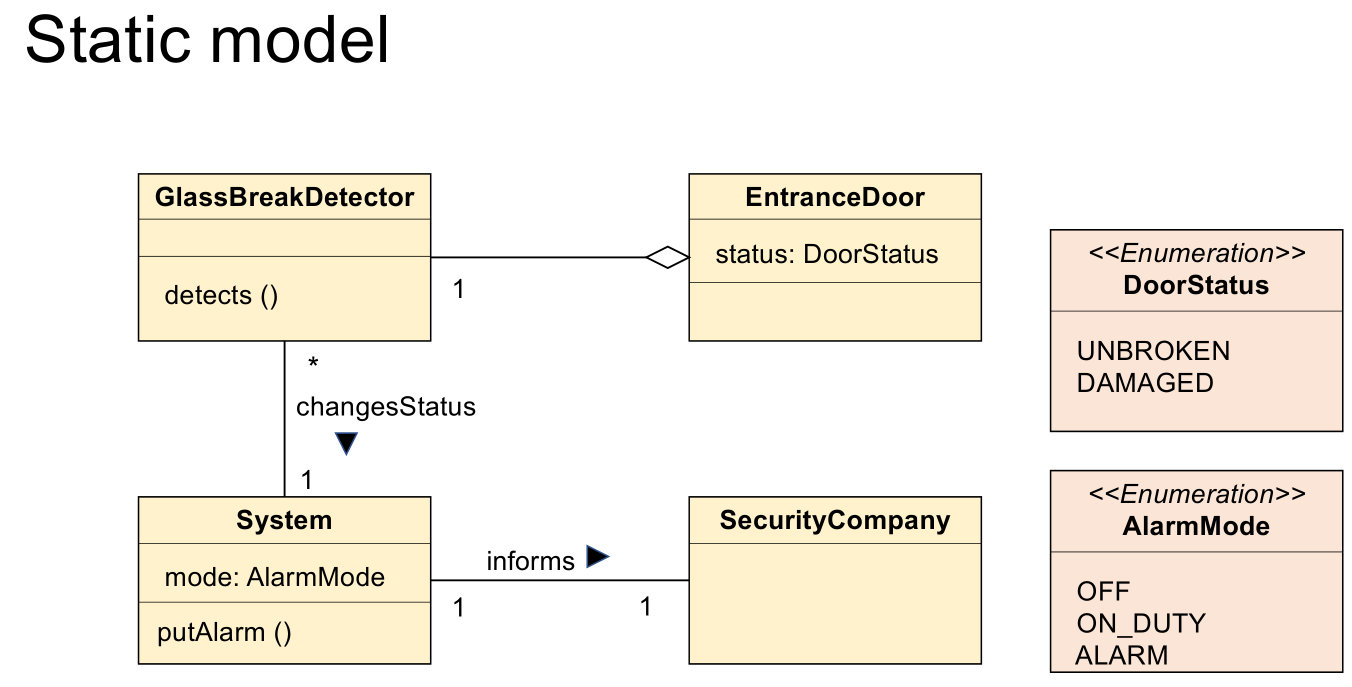 Static model
GlassBreakDetector
detects ()
1
EntranceDoor
status: DoorStatus
<<Enumeration>>
DoorStatus
UNBROKEN
DAMAGED
*
changesStatus
1
System
mode: AlarmMode
putAlarm ()
informs
1
1
SecurityCompany
<<Enumeration>>
AlarmMode
OFF
ON_DUTY
ALARM